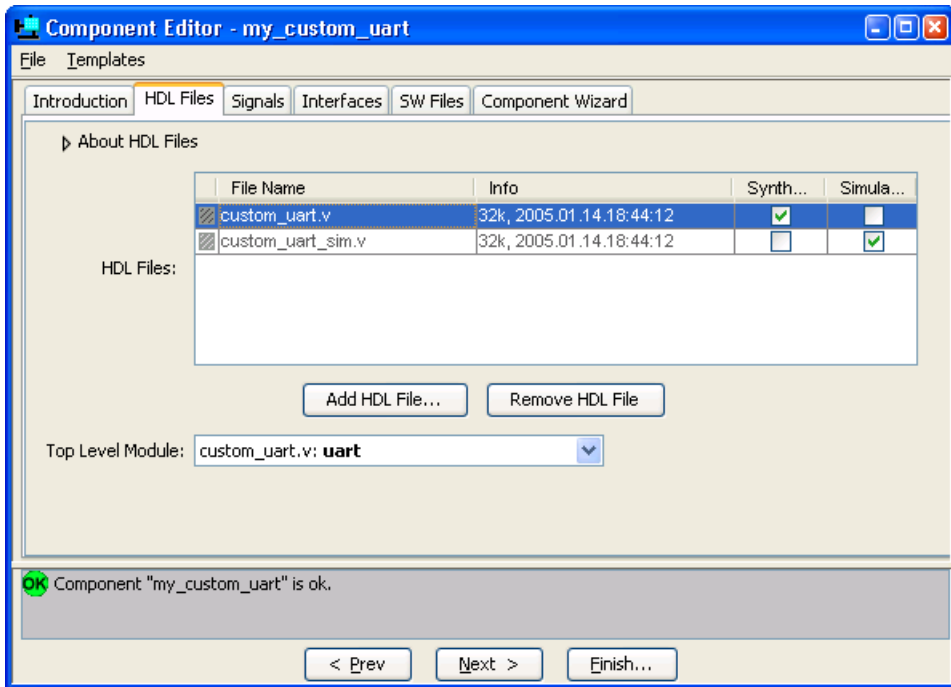 Component Editor - my_custom_uart
File Templates
Introduction HDL Files Signals Interfaces SW Files Component Wizard
About HDL Files
File Name Info Synth... Simula...
custom_uart.v 32k, 2005.01.14.18:44:12
custom_uart_sim.v 32k, 2005.01.14.18:44:12
HDL Files:
Add HDL File... Remove HDL File
Top Level Module: custom_uart.v: uart
OK Component "my_custom_uart" is ok.
< Prev Next > Finish...